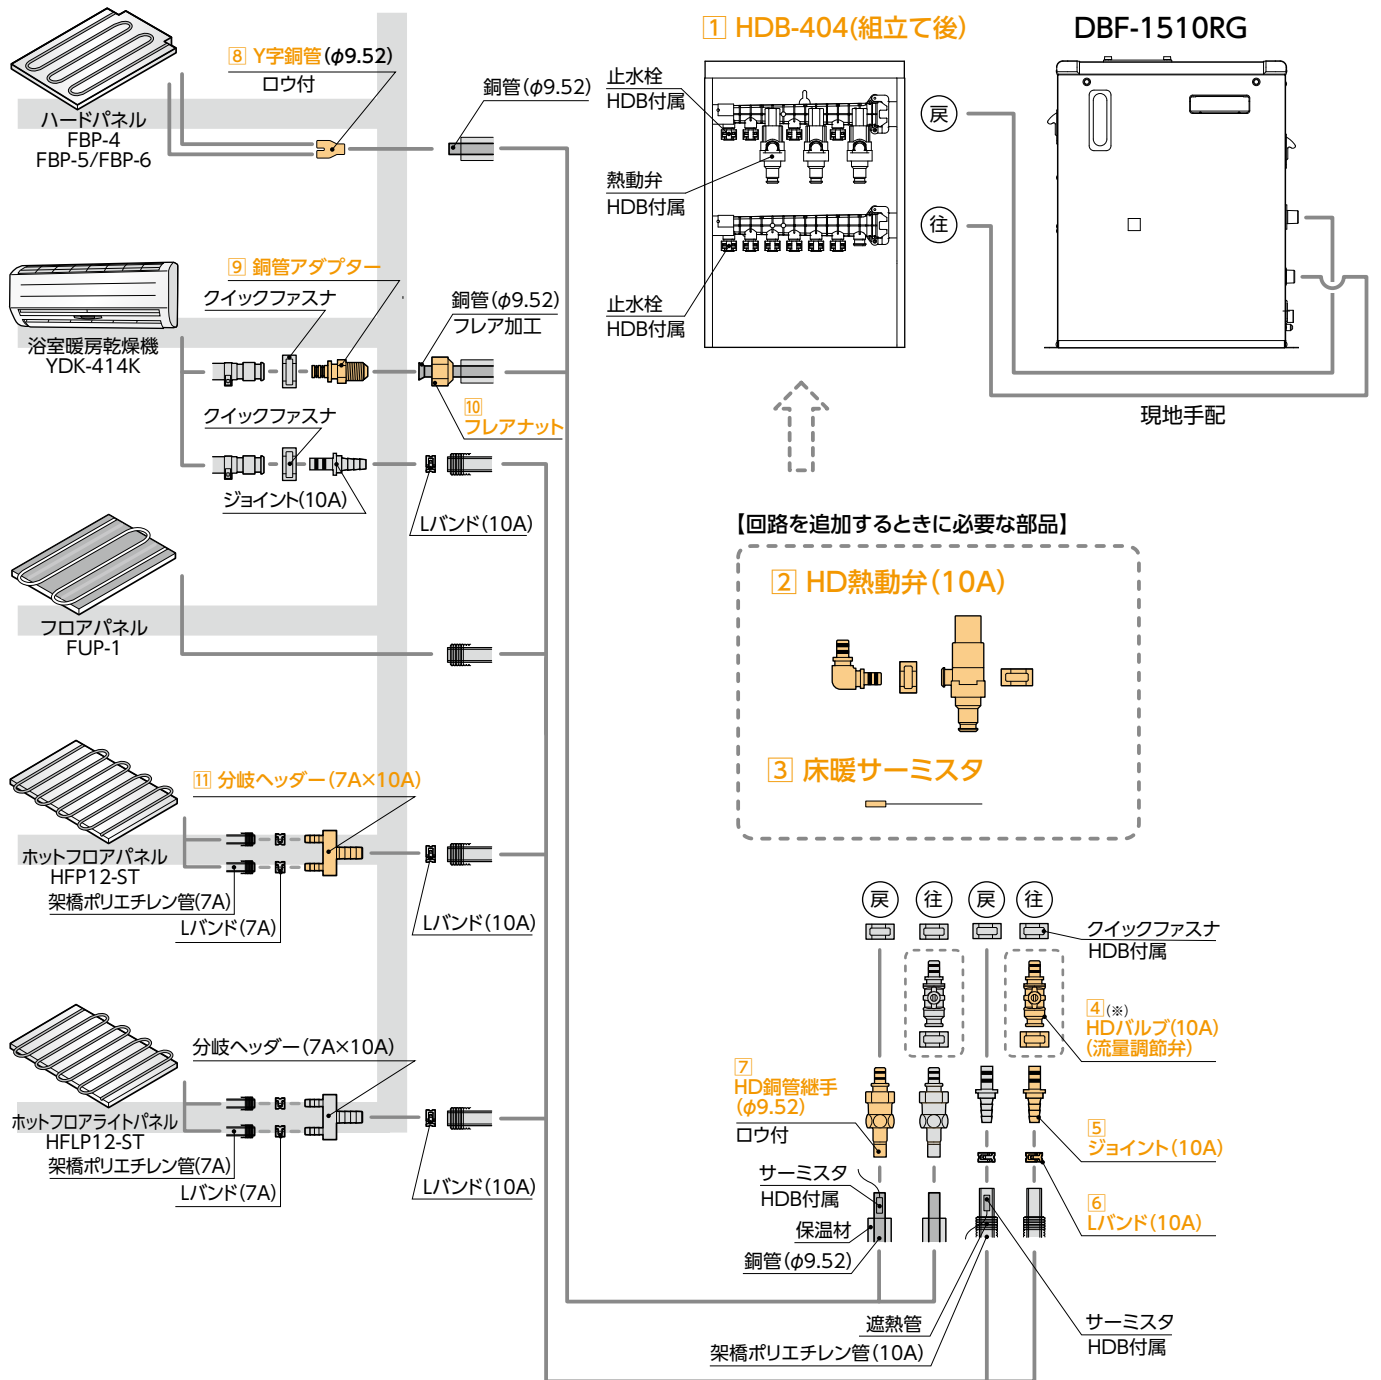 1 HDB-404(組立て後)
DBF-1510RG
8 Y字銅管(φ9.52)
ロウ付
銅管(φ9.52)
ハードパネル
FBP-4
FBP-5/FBP-6
止水栓
HDB付属
熱動弁
HDB付属
止水栓
HDB付属
戻
往
現地手配
9 銅管アダプター
クイックファスナ
銅管(φ9.52)
フレア加工
浴室暖房乾燥機
YDK-414K
10
フレアナット
クイックファスナ
ジョイント(10A)
Lバンド(10A)
フロアパネル
FUP-1
【回路を追加するときに必要な部品】
2 HD熱動弁(10A)
3 床暖サーミスタ
11 分岐ヘッダー(7A×10A)
ホットフロアパネル
HFP12-ST
架橋ポリエチレン管(7A)
Lバンド(7A)
Lバンド(10A)
分岐ヘッダー(7A×10A)
ホットフロアライトパネル
HFLP12-ST
架橋ポリエチレン管(7A)
Lバンド(7A)
Lバンド(10A)
戻 往 戻 往
クイックファスナ
HDB付属
4(※)
HDバルブ(10A)
(流量調節弁)
7
HD銅管継手
(φ9.52)
ロウ付
5
ジョイント(10A)
サーミスタ
HDB付属
保温材
銅管(φ9.52)
6
Lバンド(10A)
遮熱管
架橋ポリエチレン管(10A)
サーミスタ
HDB付属